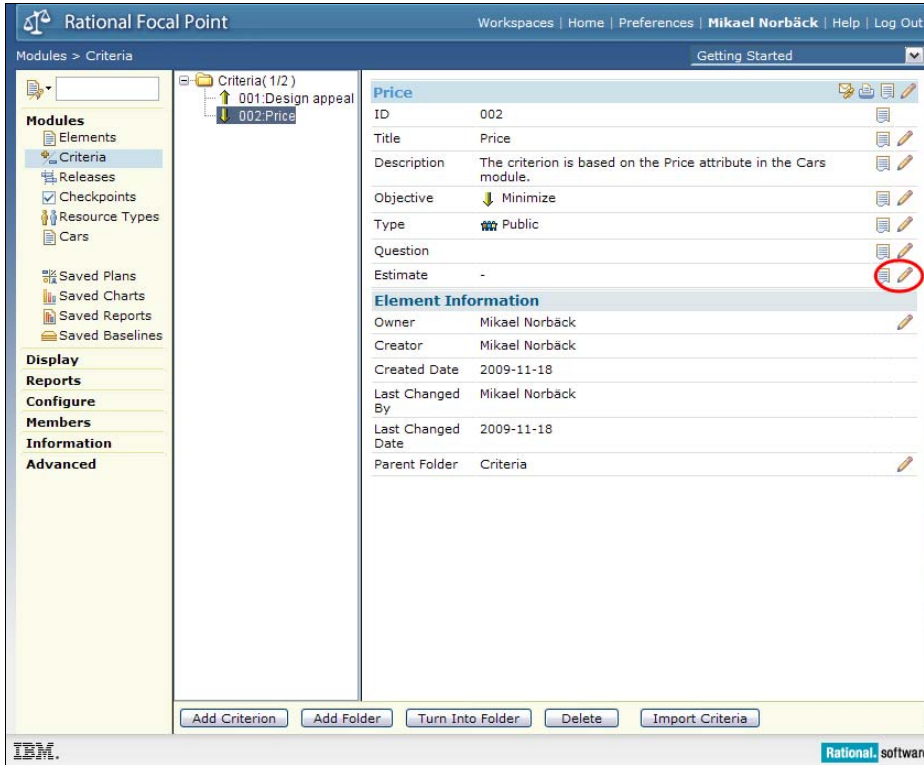 Rational Focal Point
Workspaces | Home | Preferences | Mikael Norbäck | Help | Log Out
Modules > Criteria
Getting Started
Modules
Elements
Criteria
Releases
Checkpoints
Resource Types
Cars
Saved Plans
Saved Charts
Saved Reports
Saved Baselines
Display
Reports
Configure
Members
Information
Advanced
Criteria( 1/2 )
001:Design appeal
002:Price
Price
ID 002
Title Price
Description The criterion is based on the Price attribute in the Cars
module.
Objective Minimize
Type Public
Question
Estimate -
Element Information
Owner Mikael Norbäck
Creator Mikael Norbäck
Created Date 2009-11-18
Last Changed Mikael Norbäck
By
Last Changed 2009-11-18
Date
Parent Folder Criteria
Add Criterion Add Folder Turn Into Folder Delete Import Criteria
IBM.
Rational. software